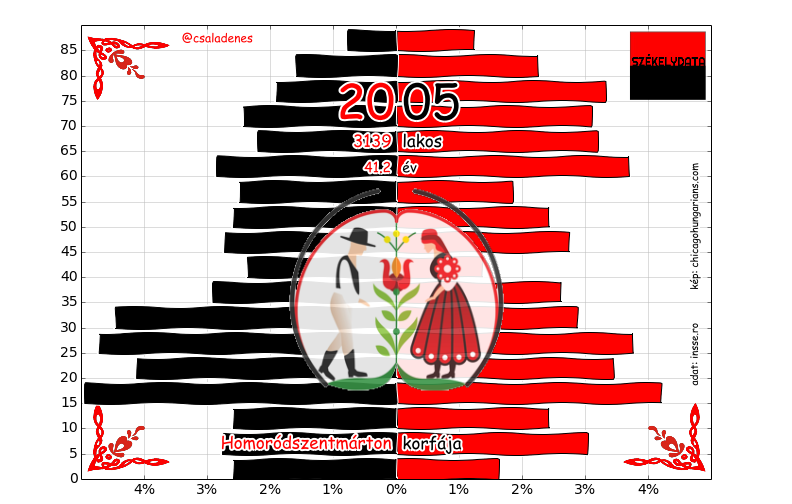 @csaladenes
SZÉKELYDATA
2005
3139 lakos
41,2 év
Homoródszentmárton korfája
kép: chicagohungarians.com
adat: insse.ro
85
80
75
70
65
60
55
50
45
40
35
30
25
20
15
10
5
0
4% 3% 2% 1% 0% 1% 2% 3% 4%